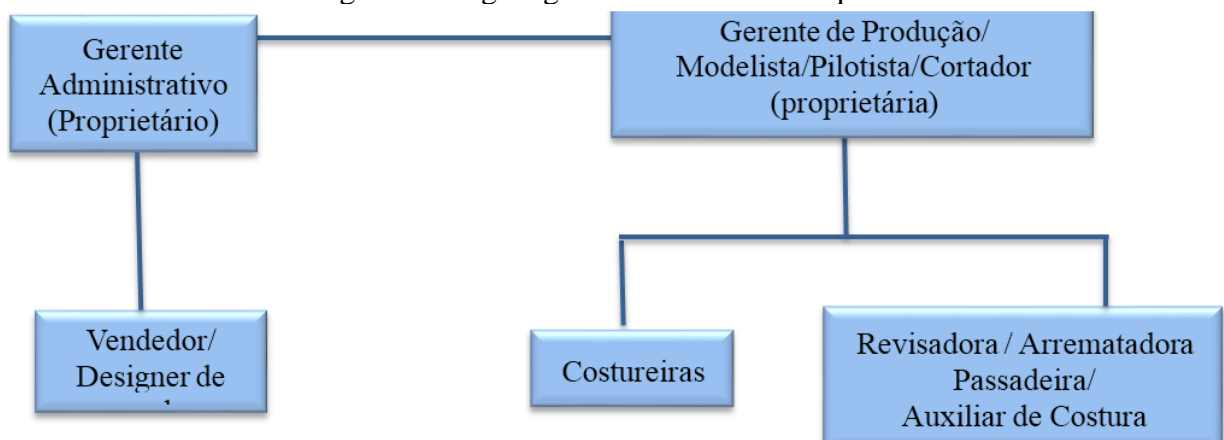 Gerente
Administrativo
(Proprietário)
Gerente de Produção/
Modelista/Pilotista/Cortador
(proprietária)
Vendedor/
Designer de
Costureiras
Revisadora / Arrematadora
Passadeira/
Auxiliar de Costura